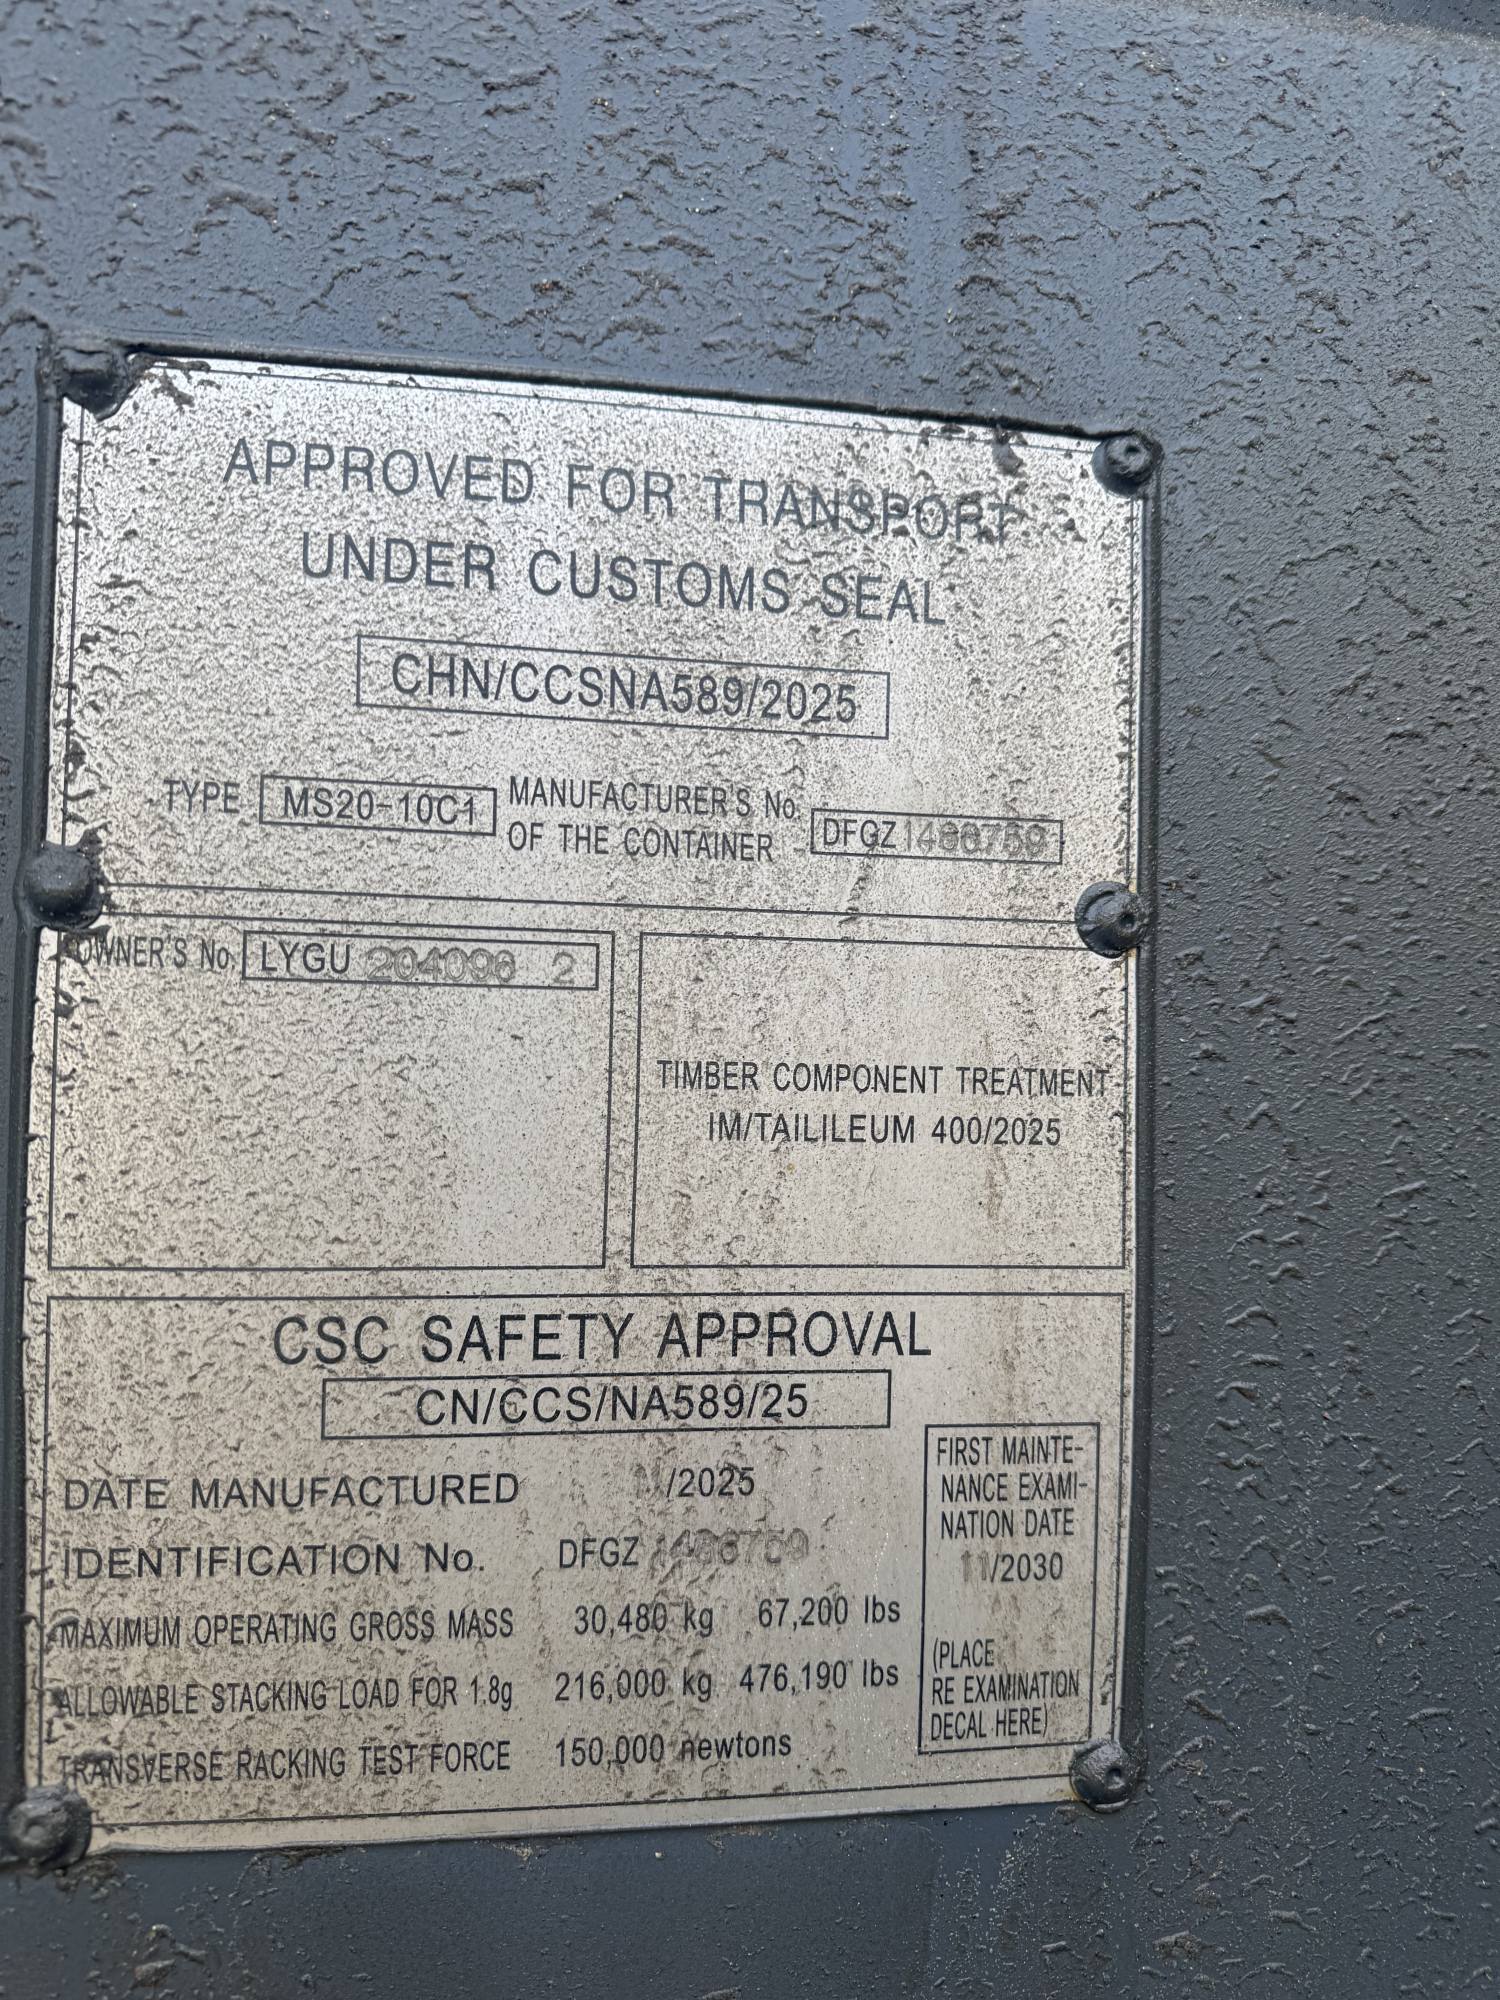 APPROVED FOR TRANSPORT
UNDER CUSTOMS SEAL
CHN/CCSNA589/2025
TYPE MS20-10C1 MANUFACTURER'S No. OF THE CONTAINER
OWNER'S No. LYGU 204096 2
TIMBER COMPONENT TREATMENT
IM/TAILILEUM 400/2025
CSC SAFETY APPROVAL
CN/CCS/NA589/25
DATE MANUFACTURED /2025
IDENTIFICATION No. DFGZ
MAXIMUM OPERATING GROSS MASS 30,480 kg 67,200 lbs
ALLOWABLE STACKING LOAD FOR 1.8g 216,000 kg 476,190 lbs
TRANSVERSE RACKING TEST FORCE 150,000 newtons
FIRST MAINTE-
NANCE EXAMI-
NATION DATE
11/2030
(PLACE
RE EXAMINATION
DECAL HERE)